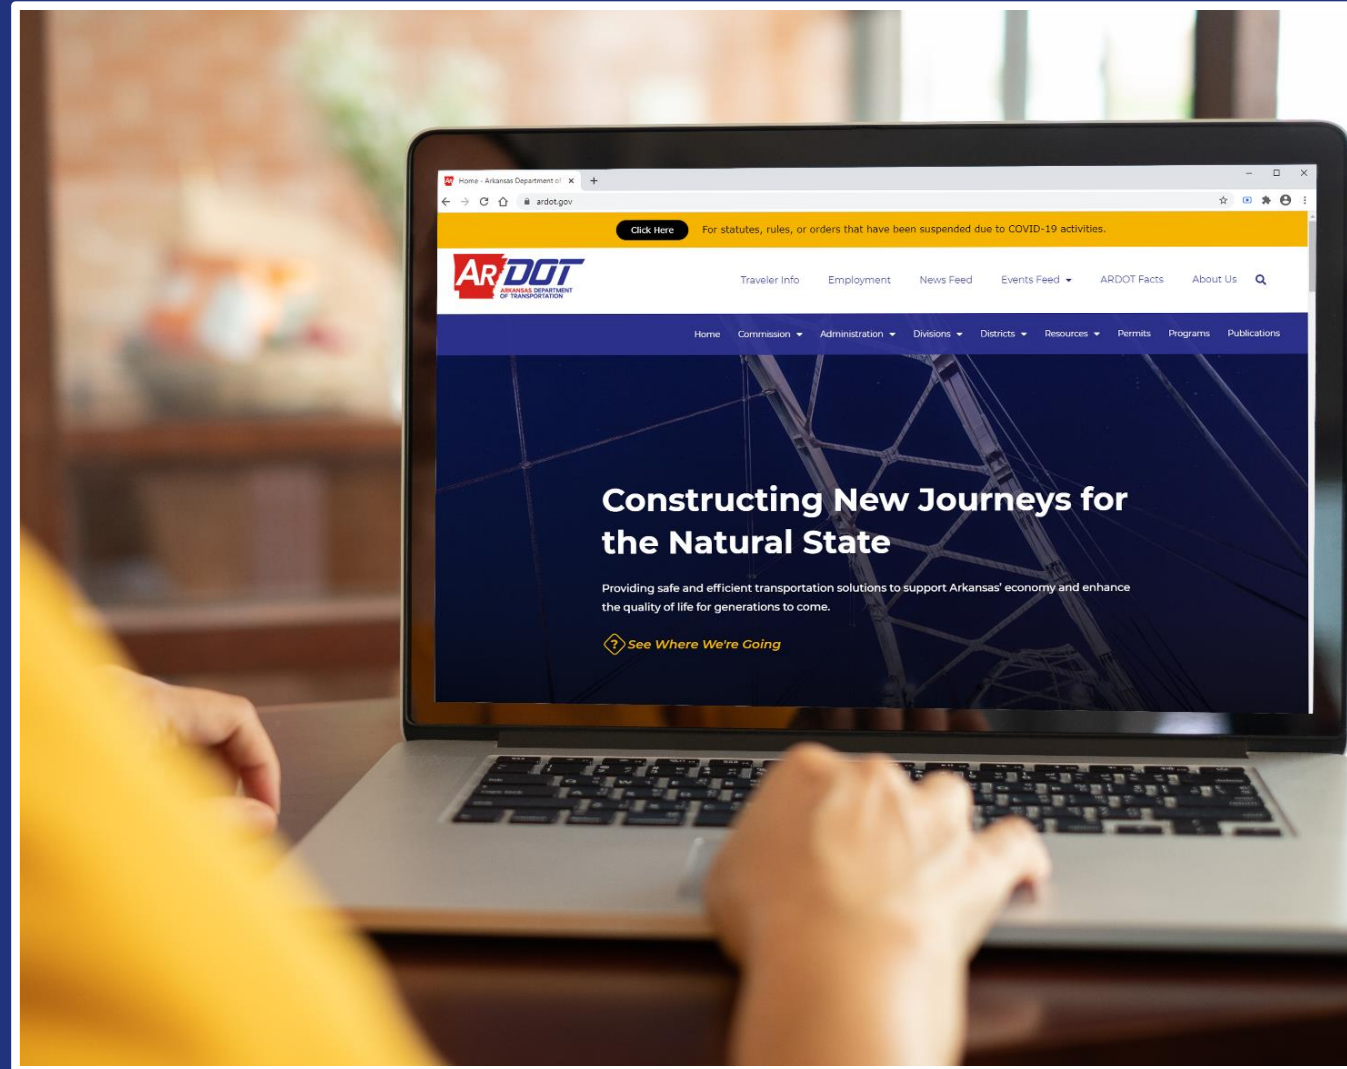 Home - Arkansas Department of
ardot.gov
Click Here For statutes, rules, or orders that have been suspended due to COVID-19 activities.
ARDOT
ARKANSAS DEPARTMENT
OF TRANSPORTATION
Traveler Info Employment News Feed Events Feed ARDOT Facts About Us
Home Commission Administration Divisions Districts Resources Permits Programs Publications
Constructing New Journeys for
the Natural State
Providing safe and efficient transportation solutions to support Arkansas' economy and enhance
the quality of life for generations to come.
? See Where We're Going